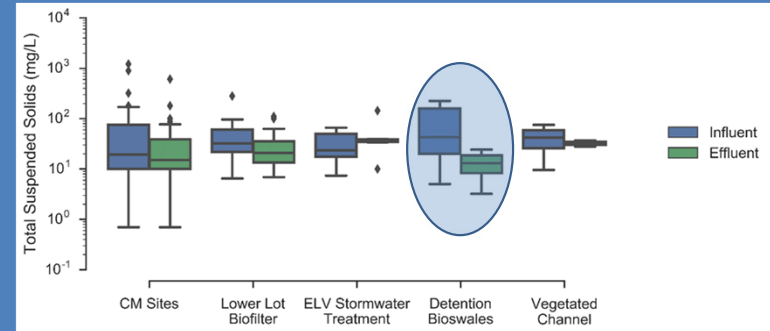 Total Suspended Solids (mg/L)
10^4
10^3
10^2
10^1
10^0
10^-1
CM Sites
Lower Lot
Biofilter
ELV Stormwater
Treatment
Detention
Bioswales
Vegetated
Channel
Influent
Effluent